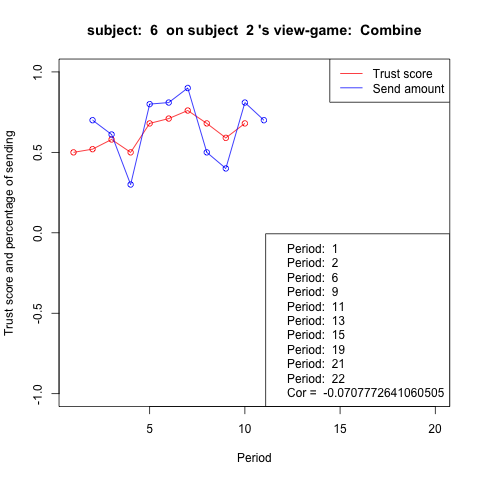 subject:  6  on subject  2 's view-game:  Combine
Trust score
Send amount
Trust score and percentage of sending
1.0
0.5
0.0
-0.5
-1.0
Period:  1
Period:  2
Period:  6
Period:  9
Period:  11
Period:  13
Period:  15
Period:  19
Period:  21
Period:  22
Cor =  -0.0707772641060505
5
10
15
20
Period